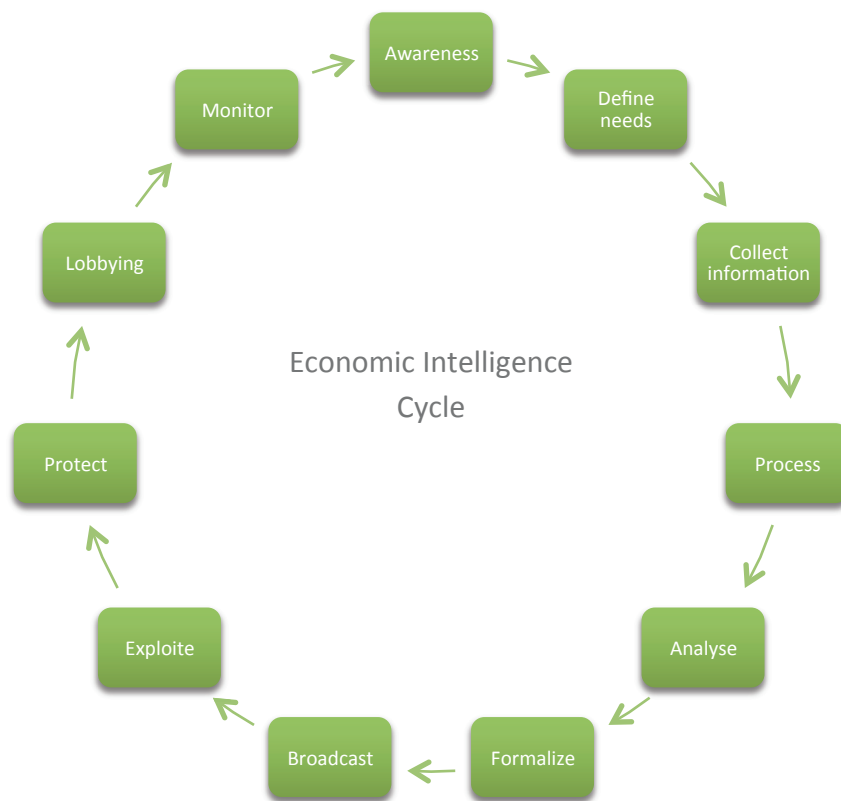 Awareness
Define
needs
Collect
information
Process
Analyse
Formalize
Broadcast
Exploite
Protect
Lobbying
Monitor
Economic Intelligence
Cycle